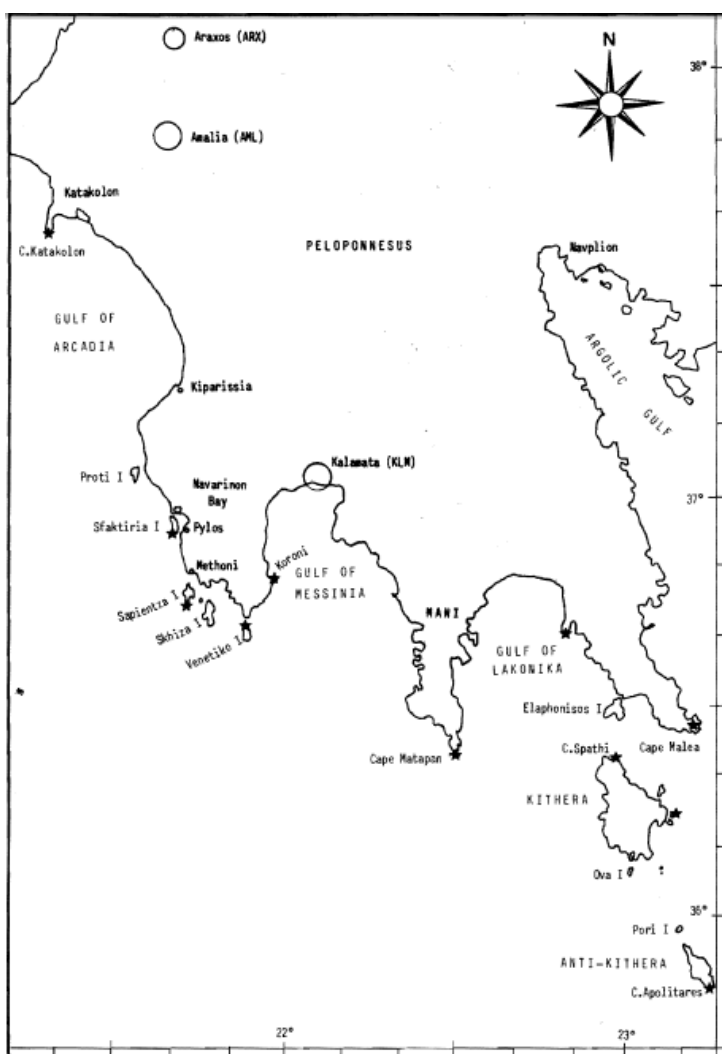 Araxos (ARX)
N
38°
Amalia (AML)
Katakolon
C.Katakolon
PELOPONNESUS
Navplion
GULF OF
ARCADIA
ARGOLIC
GULF
Kiparissia
Kalamata (KLM)
Proti I
Navarinon
Bay
37°
Sfaktiria I
Pylos
Methoni
Koroni
GULF OF
MESSINIA
Sapientza I
Skhiza I
Venetiko I
MANI
GULF OF
LAKONIKA
Elaphonisos I
Cape Matapan
C.Spathi
Cape Malea
KITHERA
Ova I
36°
Pori I
ANTI-KITHERA
C.Apolitares
22°
23°